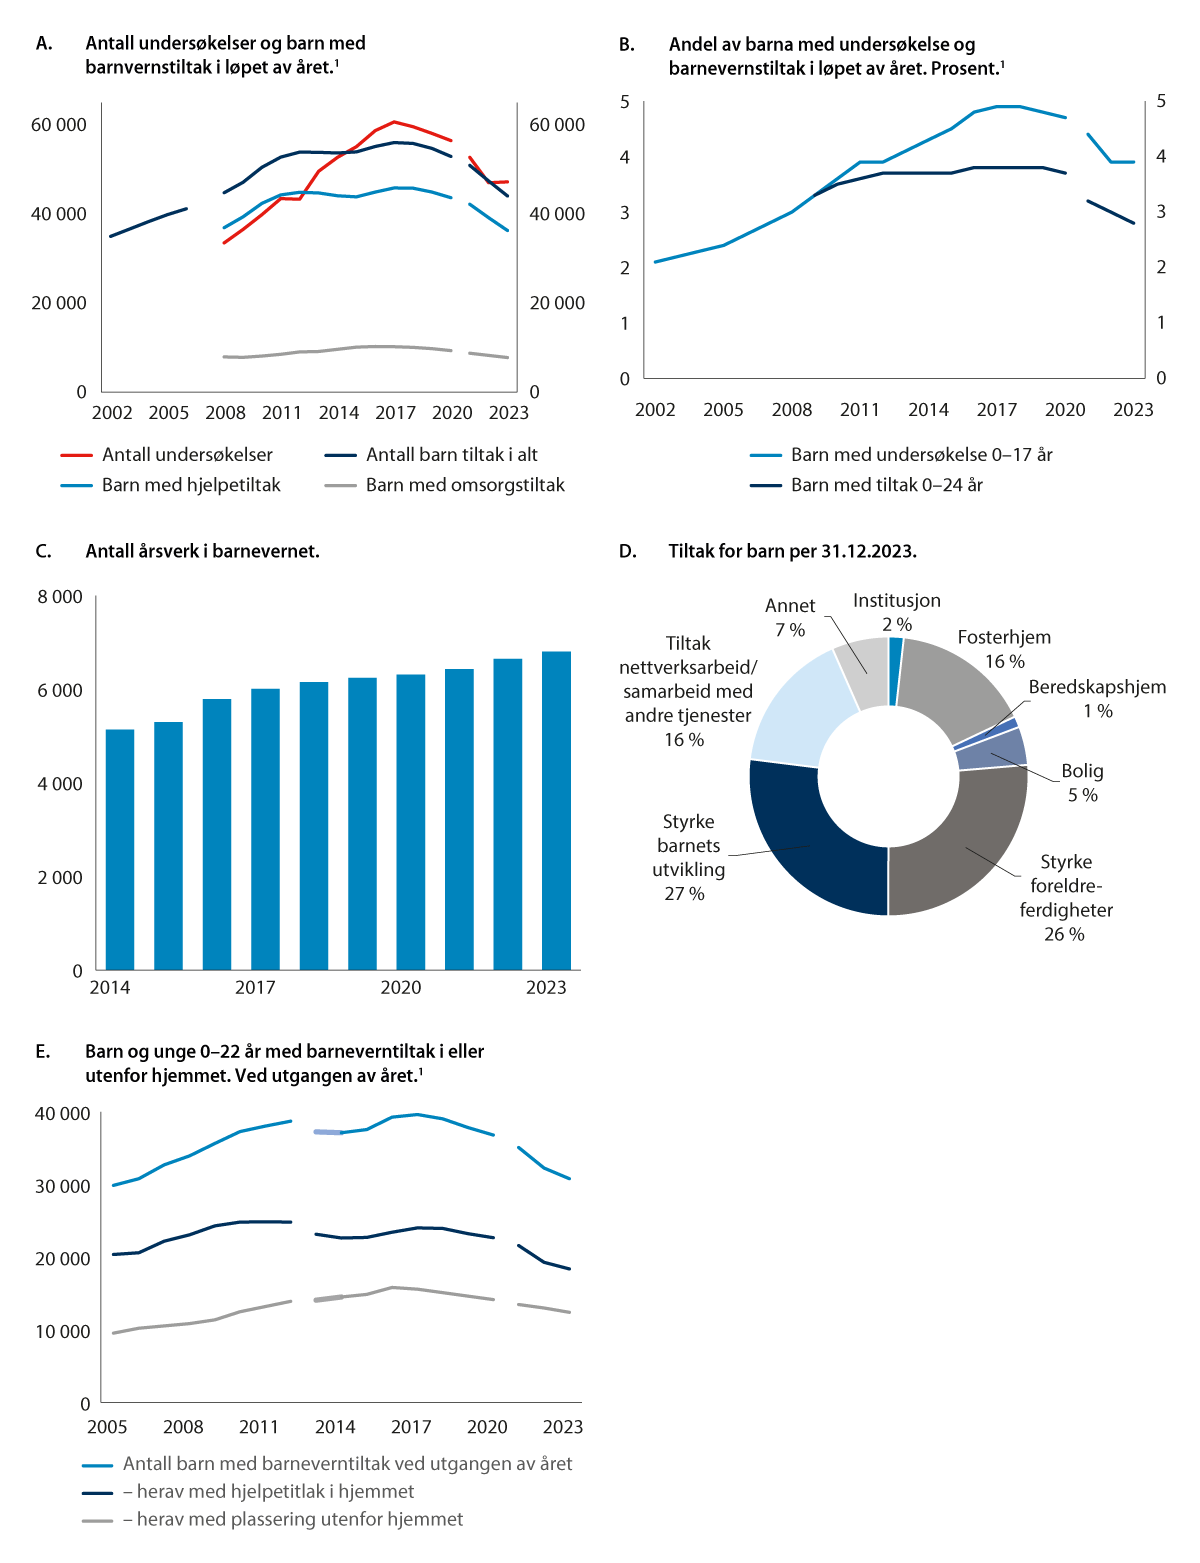 A. Antall undersøkelser og barn med
barnvernstiltak i løpet av året.¹
60 000
40 000
20 000
0
60 000
40 000
20 000
0
2002 2005 2008 2011 2014 2017 2020 2023
Antall undersøkelser
Antall barn tiltak i alt
Barn med hjelpetiltak
Barn med omsorgstiltak
B. Andel av barna med undersøkelse og
barnevernstiltak i løpet av året. Prosent.¹
5
4
3
2
1
0
5
4
3
2
1
0
2002 2005 2008 2011 2014 2017 2020 2023
Barn med undersøkelse 0–17 år
Barn med tiltak 0–24 år
C. Antall årsverk i barnevernet.
8 000
6 000
4 000
2 000
0
2014 2017 2020 2023
D. Tiltak for barn per 31.12.2023.
Institusjon
2 %
Fosterhjem
16 %
Beredskapshjem
1 %
Bolig
5 %
Styrke
foreldre-
ferdigheter
26 %
Styrke
barnets
utvikling
27 %
Tiltak
nettverksarbeid/
samarbeid med
andre tjenester
16 %
Annet
7 %
E. Barn og unge 0–22 år med barneverntiltak i eller
utenfor hjemmet. Ved utgangen av året.¹
40 000
30 000
20 000
10 000
0
2005 2008 2011 2014 2017 2020 2023
Antall barn med barneverntiltak ved utgangen av året
– herav med hjelpetitlak i hjemmet
– herav med plassering utenfor hjemmet